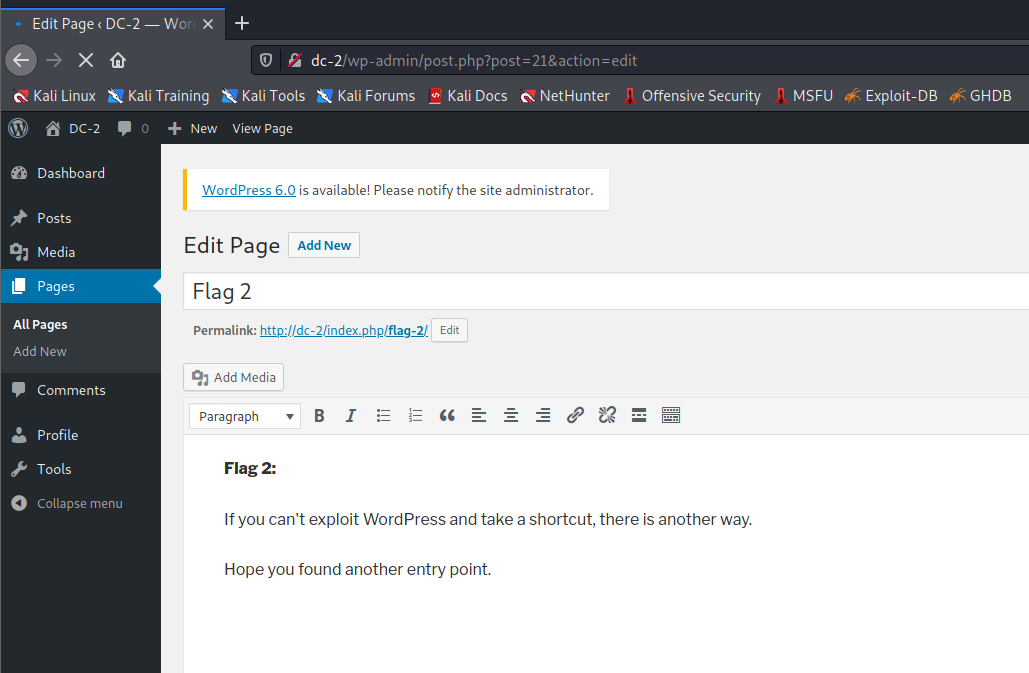 Edit Page ‹ DC-2 — Wor
dc-2/wp-admin/post.php?post=21&action=edit
Kali Linux Kali Training Kali Tools Kali Forums Kali Docs NetHunter Offensive Security MSFU Exploit-DB GHDB
DC-2 0 New View Page
Dashboard
Posts
Media
Pages
All Pages
Add New
Comments
Profile
Tools
Collapse menu
WordPress 6.0 is available! Please notify the site administrator.
Edit Page Add New
Flag 2
Permalink: http://dc-2/index.php/flag-2/ Edit
Add Media
Paragraph
Flag 2:
If you can't exploit WordPress and take a shortcut, there is another way.
Hope you found another entry point.